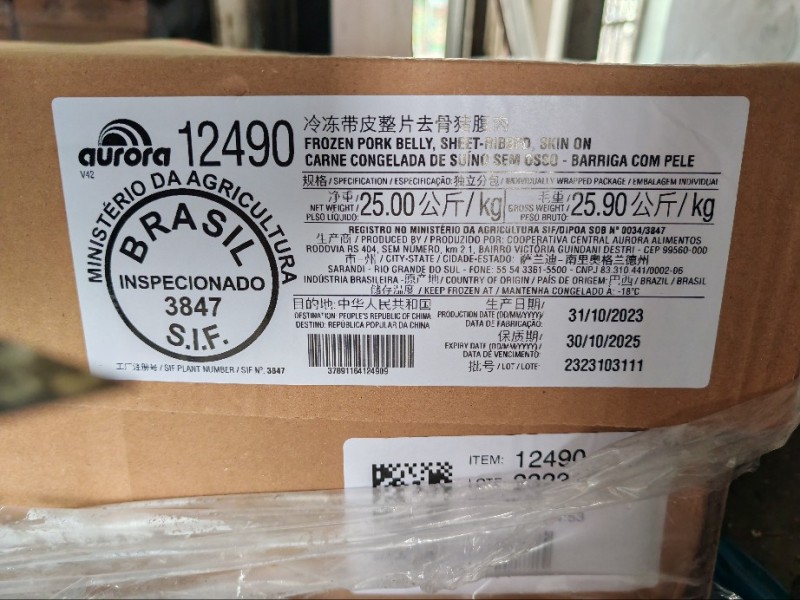 aurora
V42
12490
冷冻带皮整片去骨猪腹肉
FROZEN PORK BELLY, SHEET-RIBBED, SKIN ON
CARNE CONGELADA DE SUÍNO SEM OSSO - BARRIGA COM PELE
规格 / SPECIFICATION / ESPECIFICAÇÃO: 独立分包 / INDIVIDUALLY WRAPPED PACKAGE / EMBALAGEM INDIVIDUAL
净重 /
NET WEIGHT /
PESO LÍQUIDO:
25.00公斤/kg
毛重 /
GROSS WEIGHT /
PESO BRUTO:
25.90公斤/kg
REGISTRO NO MINISTÉRIO DA AGRICULTURA SIF/DIPOA SOB Nº 0034/3847
生产商 / PRODUCED BY / PRODUZIDO POR: COOPERATIVA CENTRAL AURORA ALIMENTOS
RODOVIA RS 404, SEM NÚMERO, KM 2.1, BAIRRO VICTÓRIA GUINDANI DESTRI - CEP 99560-000
市-州 / CITY-STATE / CIDADE-ESTADO: 萨兰迪-南里奥格兰德州
SARANDI - RIO GRANDE DO SUL - FONE: 55 54 3361-5500 - CNPJ 83.310 441/0002-06
INDÚSTRIA BRASILEIRA - 原产地 / COUNTRY OF ORIGIN / PAÍS DE ORIGEM: 巴西 / BRAZIL / BRASIL
储存温度 / KEEP FROZEN AT / MANTENHA CONGELADO À: -18°C
MINISTÉRIO DA AGRICULTURA
BRASIL
INSPECIONADO
3847
S.I.F.
工厂注册号 / SIF PLANT NUMBER / SIF Nº. 3847
目的地: 中华人民共和国
DESTINATION: PEOPLE'S REPUBLIC OF CHINA
DESTINO: REPÚBLICA POPULAR DA CHINA
37891164124909
生产日期/
PRODUCTION DATE (DD/MM/YYYY)/
DATA DE FABRICAÇÃO:
31/10/2023
保质期/
EXPIRY DATE (DD/MM/YYYY)/
DATA DE VENCIMENTO:
30/10/2025
批号 / LOT / LOTE:
2323103111
ITEM: 12490